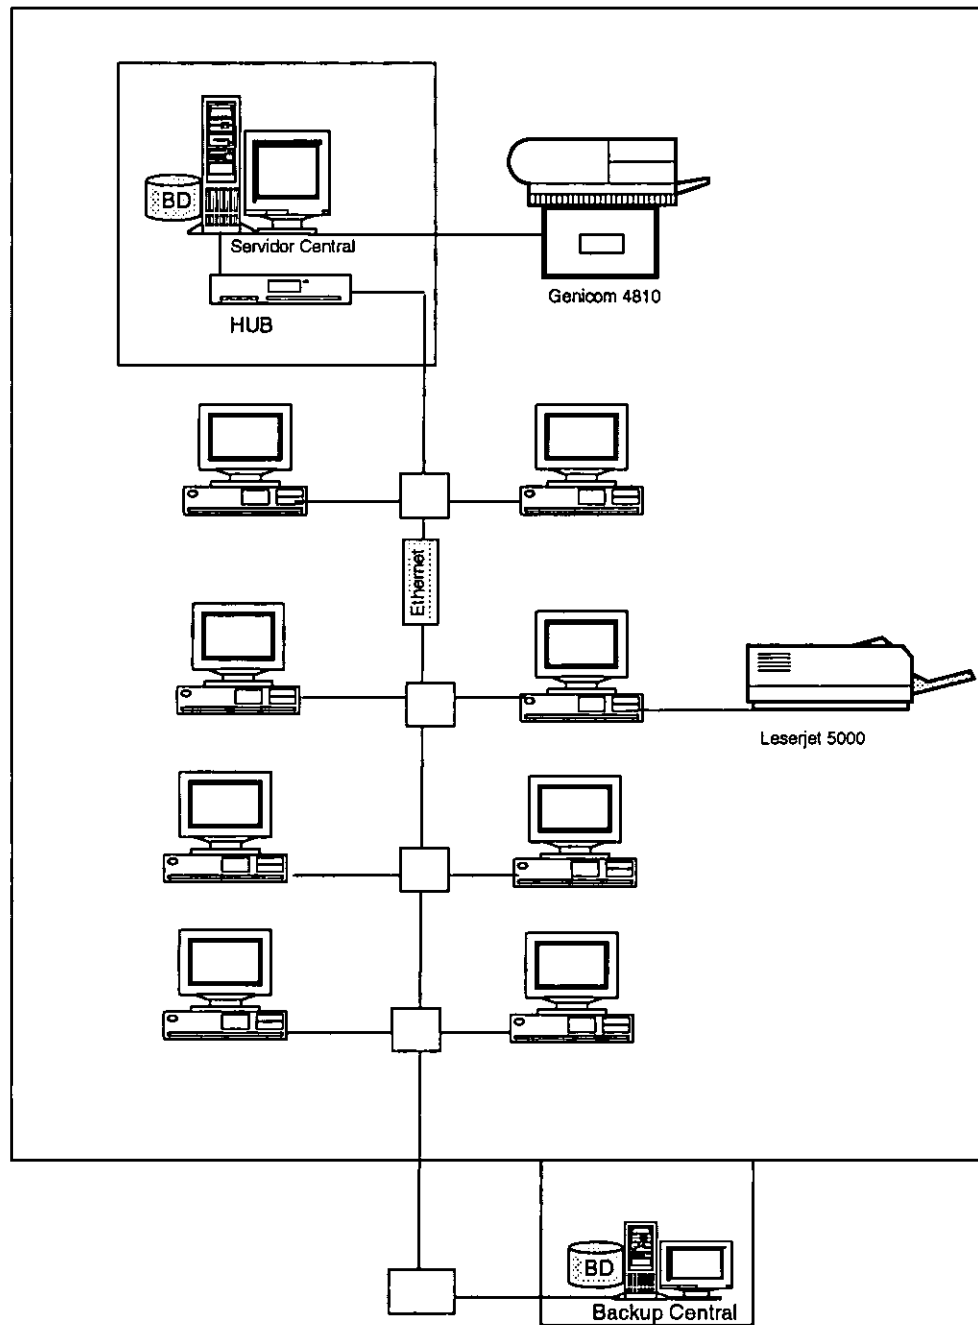 BD
Servidor Central
HUB
Genicom 4810
Ethernet
Leserjet 5000
BD
Backup Central